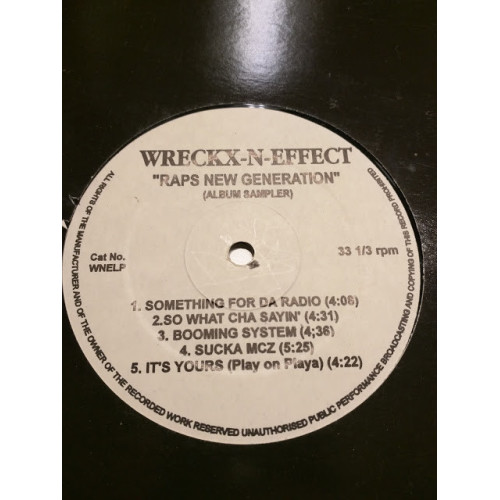 WRECKX-N-EFFECT
"RAPS NEW GENERATION"
(ALBUM SAMPLER)
Cat No.
WNELP
33 1/3 rpm
1. SOMETHING FOR DA RADIO (4:08)
2.SO WHAT CHA SAYIN' (4:31)
3. BOOMING SYSTEM (4;36)
4. SUCKA MCZ (5:25)
5. IT'S YOURS (Play on Playa) (4:22)
ALL RIGHTS OF THE MANUFACTURER AND OF THE OWNER OF THE RECORDED WORK RESERVED UNAUTHORISED PUBLIC PERFORMANCE BROADCASTING AND COPYING OF THIS RECORD PROHIBITED